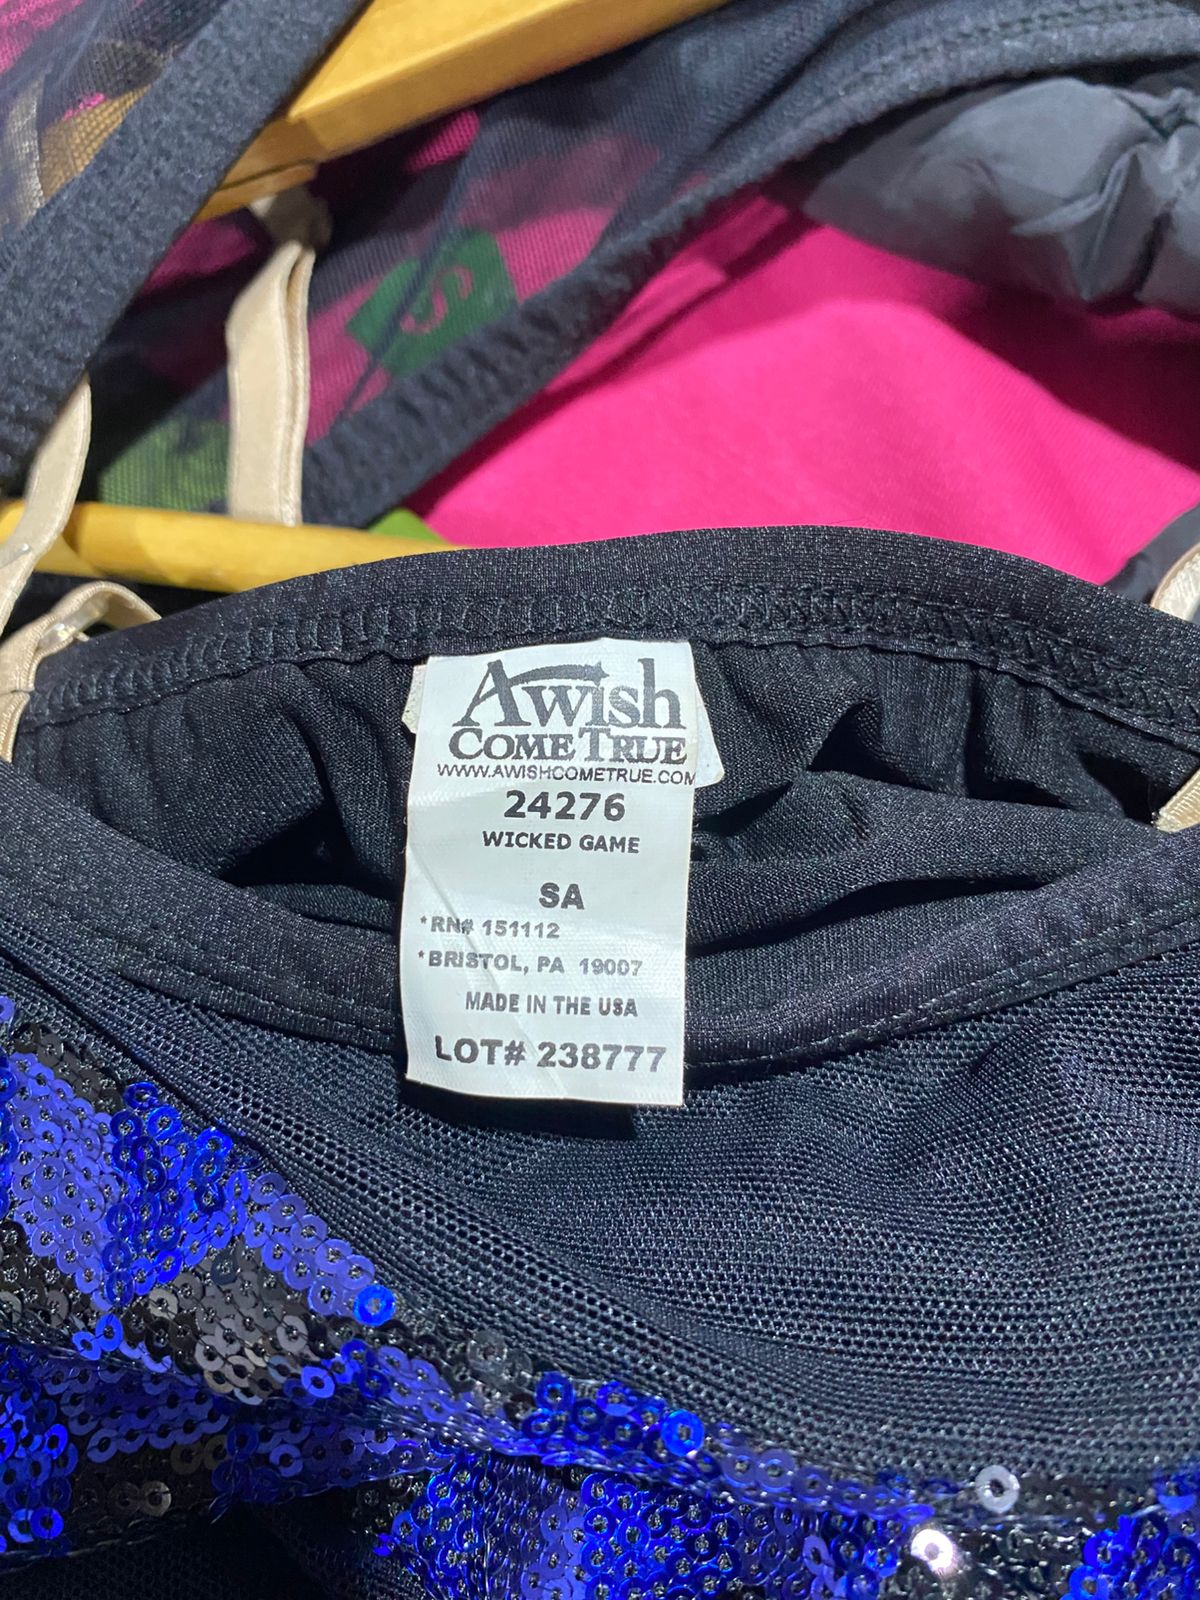 A wish
COME TRUE
WWW.AWISHCOMETRUE.COM
24276
WICKED GAME
SA
*RN# 151112
*BRISTOL, PA 19007
MADE IN THE USA
LOT# 238777